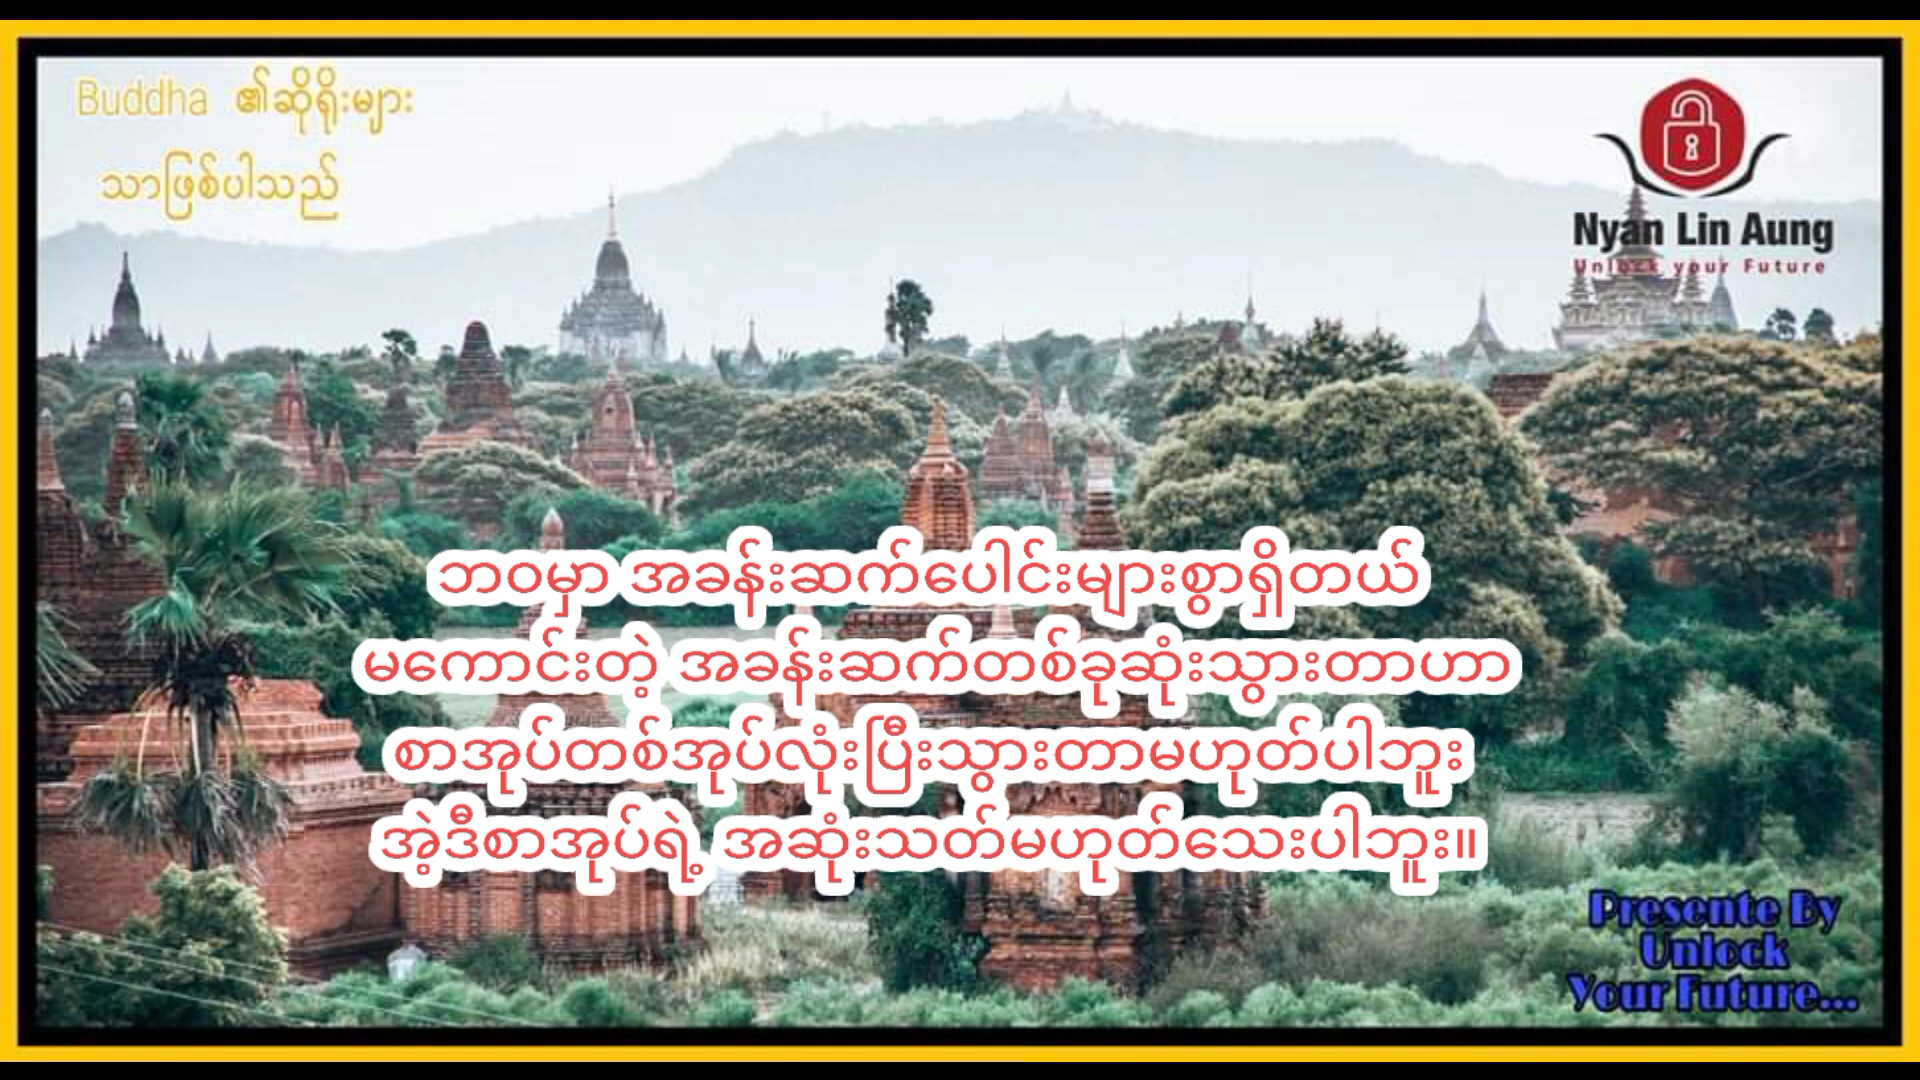 Buddha ၏ဆိုရိုးများ
သာဖြစ်ပါသည်
Nyan Lin Aung
Unlock your Future
ဘဝမှာ အခန်းဆက်ပေါင်းများစွာရှိတယ်
မကောင်းတဲ့ အခန်းဆက်တစ်ခုဆုံးသွားတာဟာ
စာအုပ်တစ်အုပ်လုံးပြီးသွားတာမဟုတ်ပါဘူး
အဲ့ဒီစာအုပ်ရဲ့ အဆုံးသတ်မဟုတ်သေးပါဘူး။
Presente By
Unlock
Your Future...